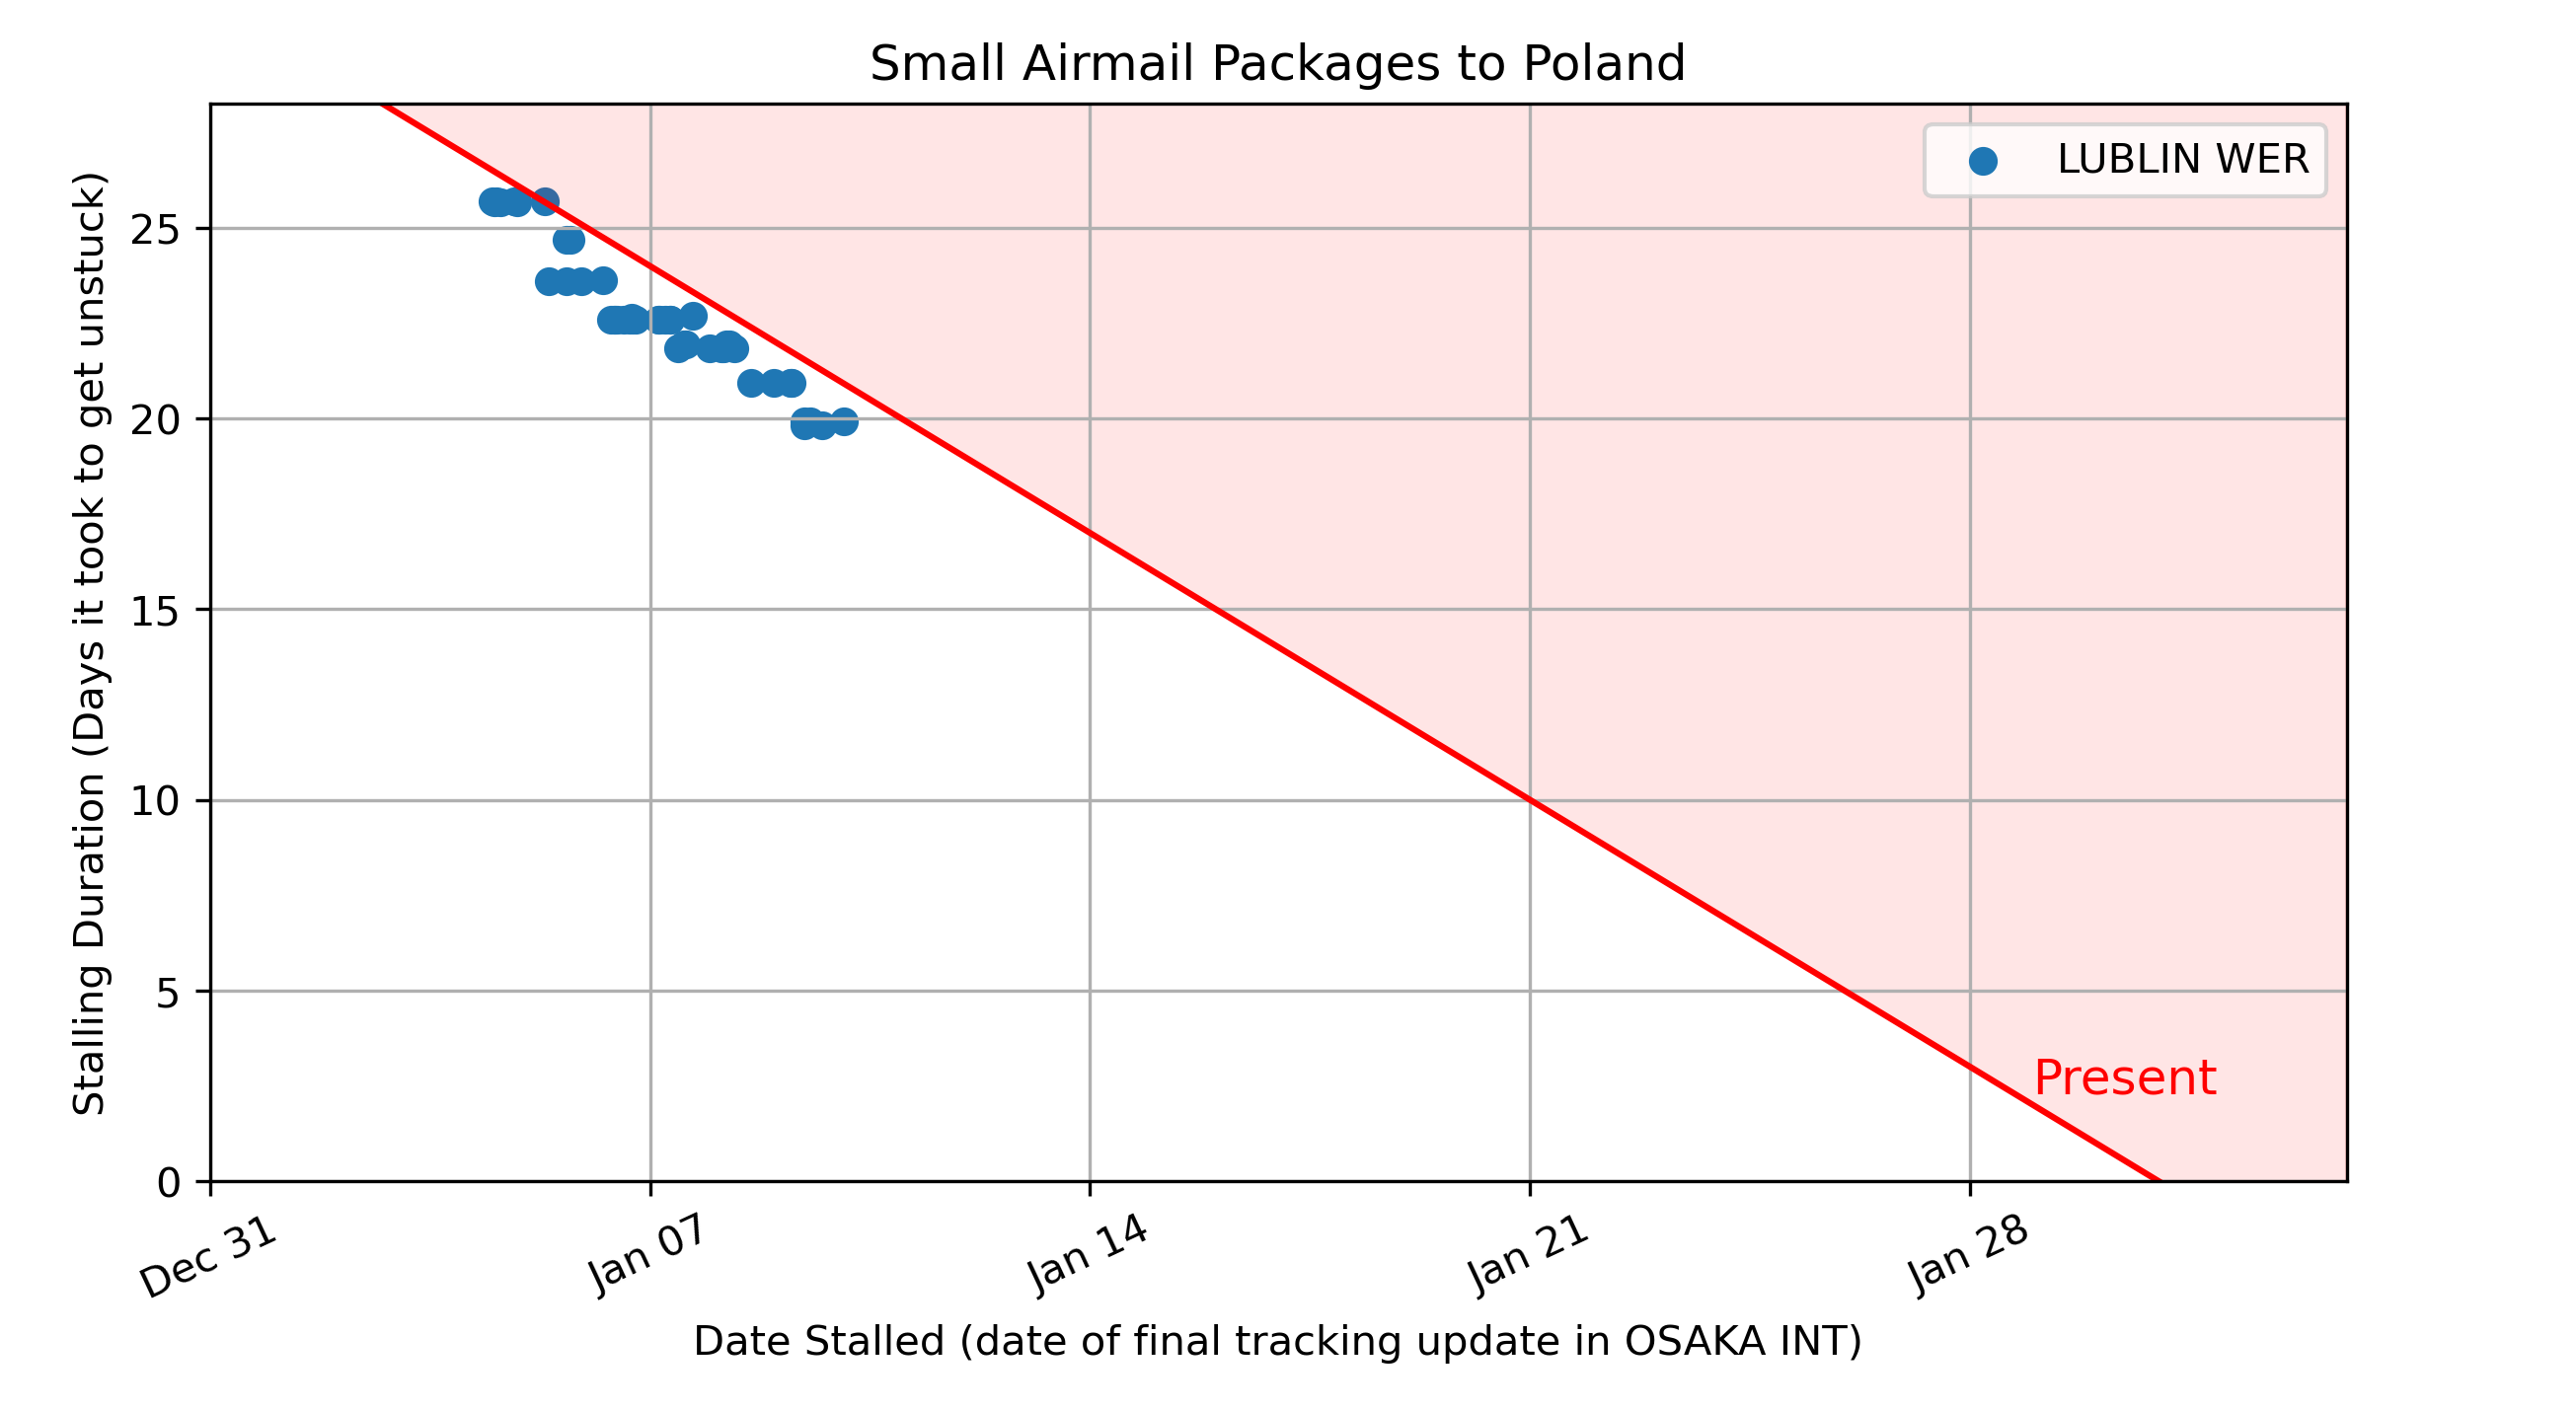 Small Airmail Packages to Poland
LUBLIN WER
Stalling Duration (Days it took to get unstuck)
25
20
15
10
5
0
Present
Dec 31
Jan 07
Jan 14
Jan 21
Jan 28
Date Stalled (date of final tracking update in OSAKA INT)